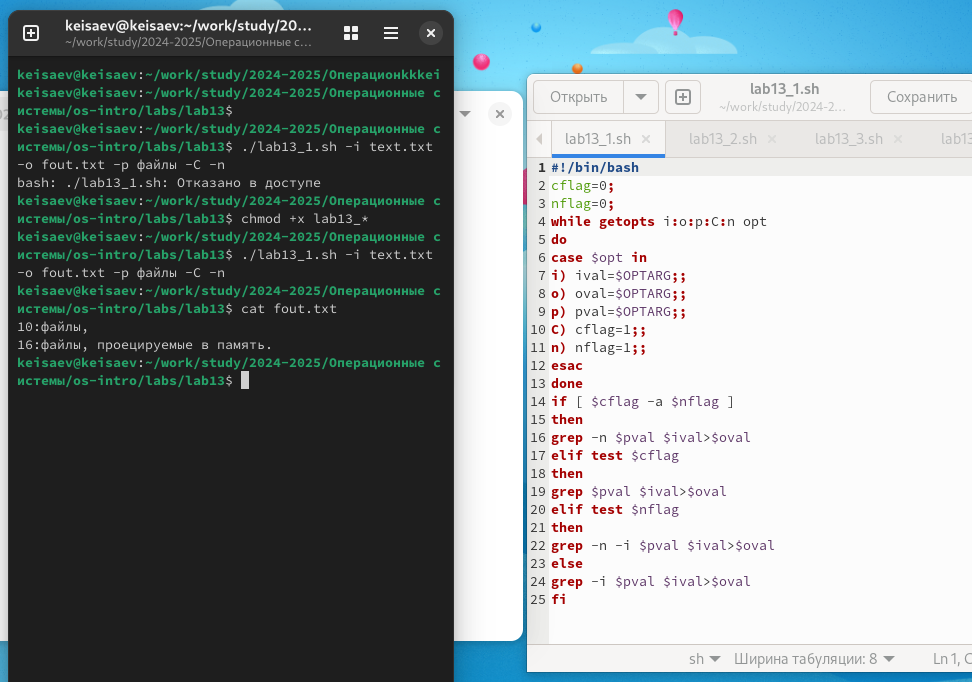 keisaev@keisaev:~/work/study/20...
~/work/study/2024-2025/Операционные с...
keisaev@keisaev:~/work/study/2024-2025/Операционkkkei
keisaev@keisaev:~/work/study/2024-2025/Операционные с
истемы/os-intro/labs/lab13$
keisaev@keisaev:~/work/study/2024-2025/Операционные с
истемы/os-intro/labs/lab13$ ./lab13_1.sh -i text.txt
-o fout.txt -p файлы -C -n
bash: ./lab13_1.sh: Отказано в доступе
keisaev@keisaev:~/work/study/2024-2025/Операционные с
истемы/os-intro/labs/lab13$ chmod +x lab13_*
keisaev@keisaev:~/work/study/2024-2025/Операционные с
истемы/os-intro/labs/lab13$ ./lab13_1.sh -i text.txt
-o fout.txt -p файлы -C -n
keisaev@keisaev:~/work/study/2024-2025/Операционные с
истемы/os-intro/labs/lab13$ cat fout.txt
10:файлы,
16:файлы, проецируемые в память.
keisaev@keisaev:~/work/study/2024-2025/Операционные с
истемы/os-intro/labs/lab13$
Открыть
lab13_1.sh
~/work/study/2024-2...
Сохранить
lab13_1.sh lab13_2.sh lab13_3.sh lab13
1 #!/bin/bash
2 cflag=0;
3 nflag=0;
4 while getopts i:o:p:C:n opt
5 do
6 case $opt in
7 i) ival=$OPTARG;;
8 o) oval=$OPTARG;;
9 p) pval=$OPTARG;;
10 C) cflag=1;;
11 n) nflag=1;;
12 esac
13 done
14 if [ $cflag -a $nflag ]
15 then
16 grep -n $pval $ival>$oval
17 elif test $cflag
18 then
19 grep $pval $ival>$oval
20 elif test $nflag
21 then
22 grep -n -i $pval $ival>$oval
23 else
24 grep -i $pval $ival>$oval
25 fi
sh Ширина табуляции: 8 Ln 1, C